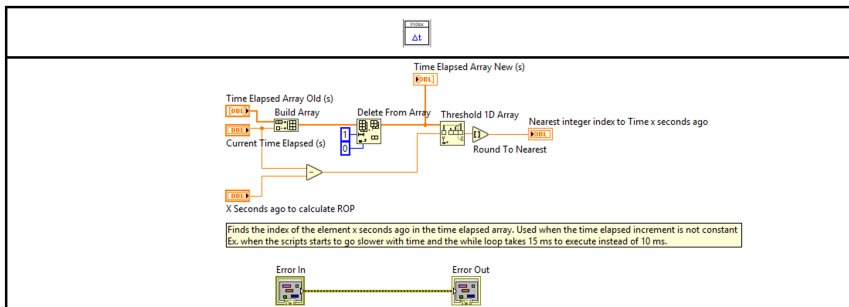 Index
Δt
Time Elapsed Array New (s)
DBL
Time Elapsed Array Old (s)
DBL
Build Array
Delete From Array
Threshold 1D Array
Nearest integer index to Time x seconds ago
DBL
1
0
DBL
Current Time Elapsed (s)
Round To Nearest
DBL
X Seconds ago to calculate ROP
Finds the index of the element x seconds ago in the time elapsed array. Used when the time elapsed increment is not constant
Ex. when the scripts starts to go slower with time and the while loop takes 15 ms to execute instead of 10 ms.
Error In
Error Out